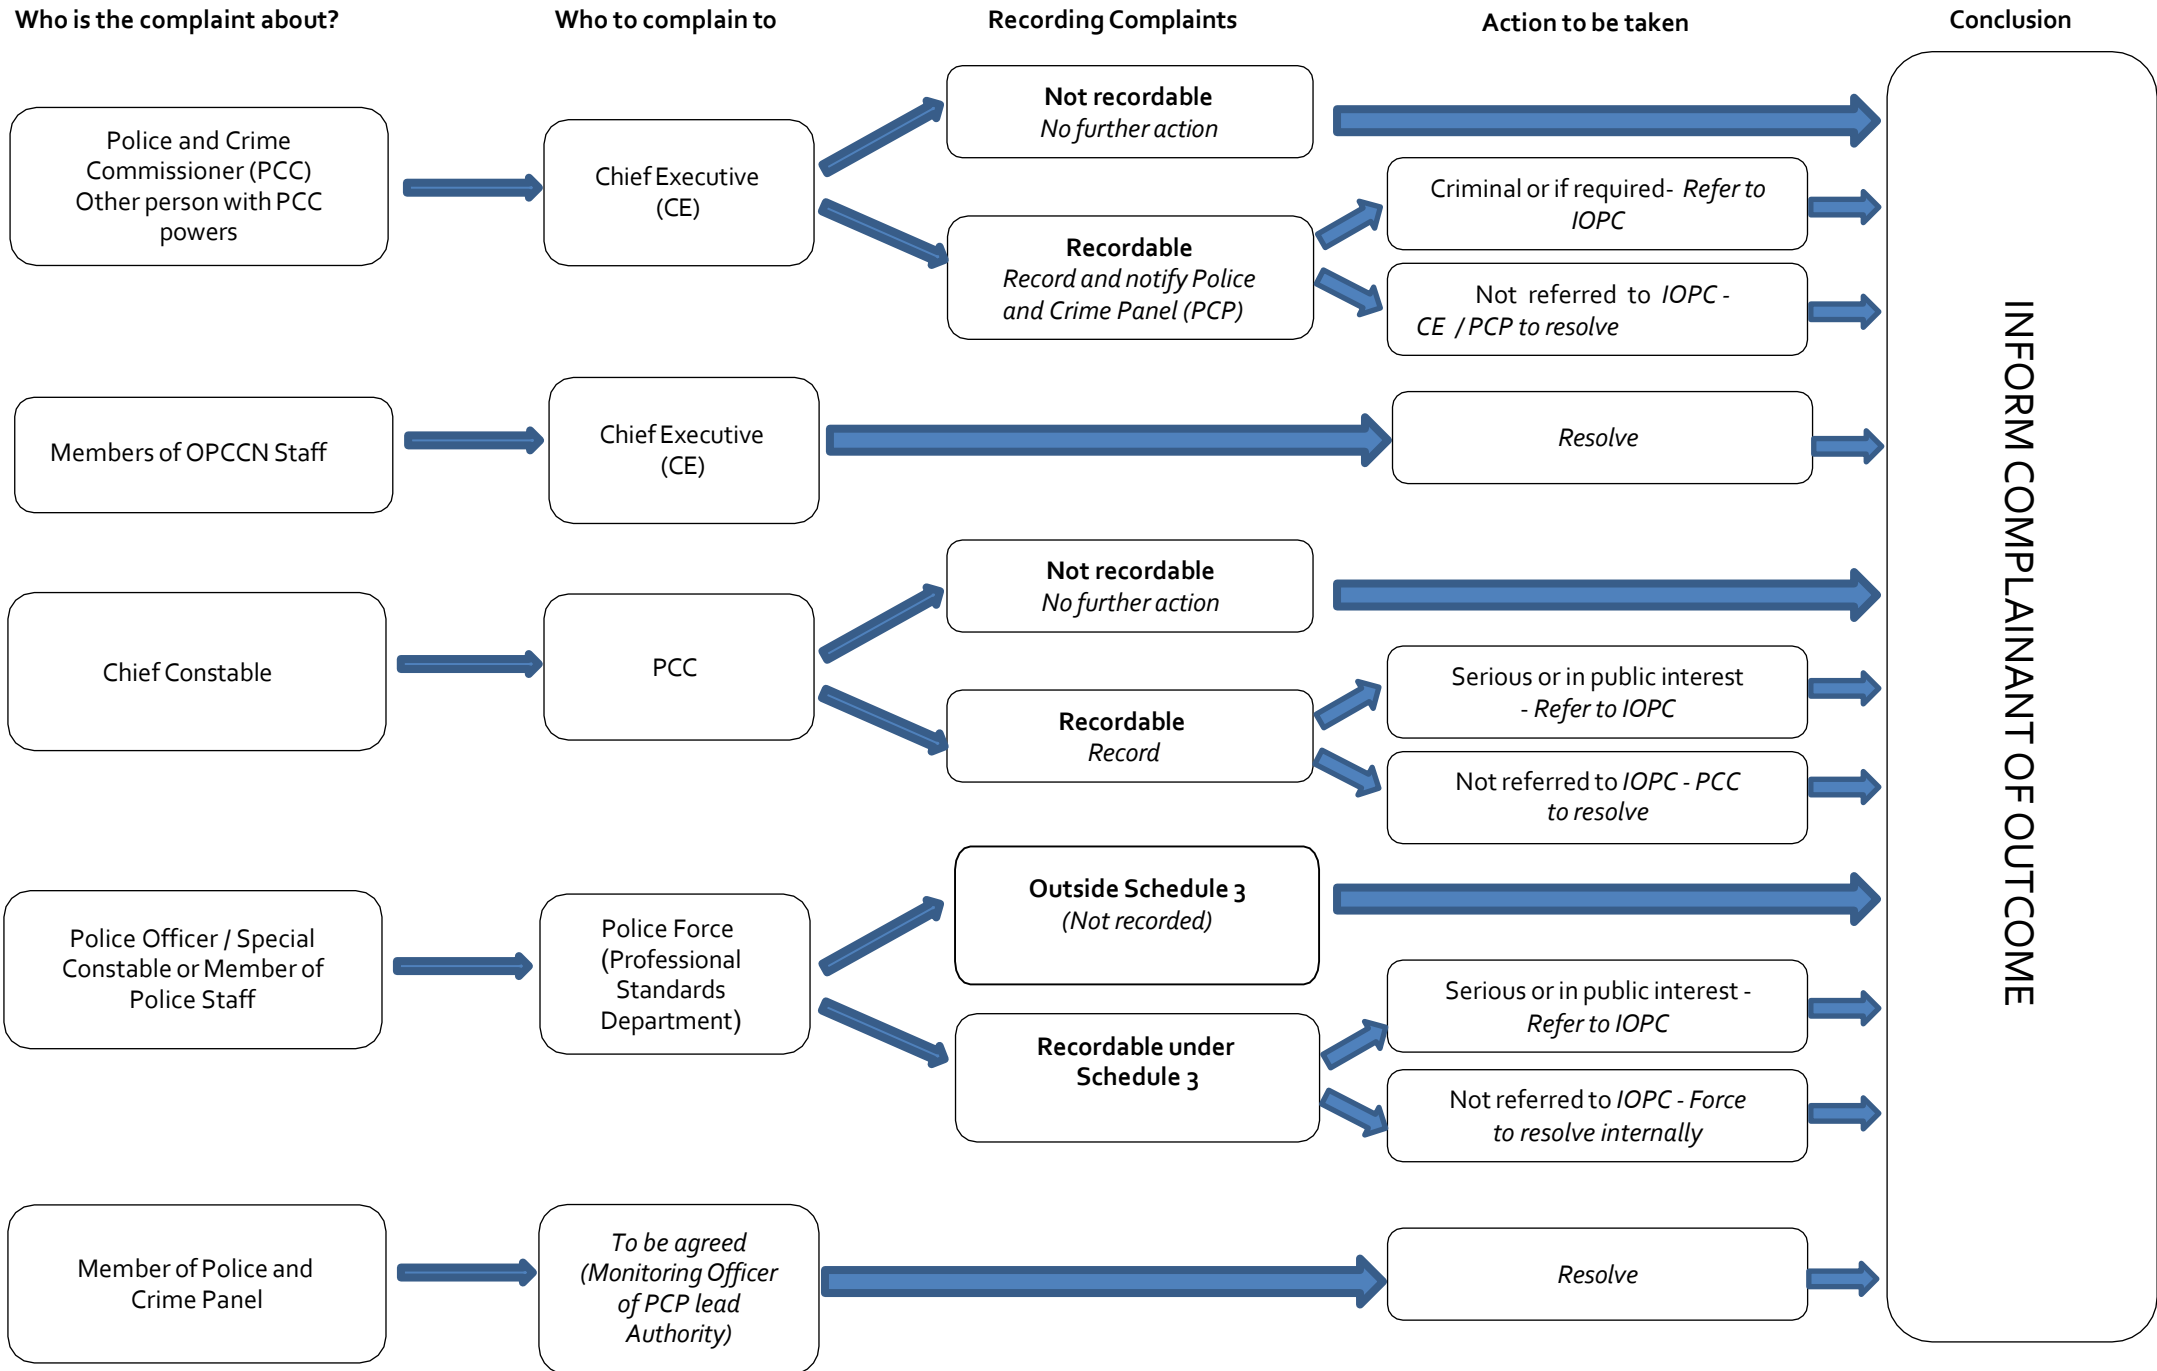 Who is the complaint about?
Who to complain to
Recording Complaints
Action to be taken
Conclusion
Police and Crime
Commissioner (PCC)
Other person with PCC
powers
Chief Executive
(CE)
Not recordable
No further action
Recordable
Record and notify Police
and Crime Panel (PCP)
Criminal or if required- Refer to
IOPC
Not referred to IOPC -
CE / PCP to resolve
Members of OPCCN Staff
Chief Executive
(CE)
Resolve
Chief Constable
PCC
Not recordable
No further action
Recordable
Record
Serious or in public interest
- Refer to IOPC
Not referred to IOPC - PCC
to resolve
Police Officer / Special
Constable or Member of
Police Staff
Police Force
(Professional
Standards
Department)
Outside Schedule 3
(Not recorded)
Recordable under
Schedule 3
Serious or in public interest -
Refer to IOPC
Not referred to IOPC - Force
to resolve internally
Member of Police and
Crime Panel
To be agreed
(Monitoring Officer
of PCP lead
Authority)
Resolve
INFORM COMPLAINANT OF OUTCOME